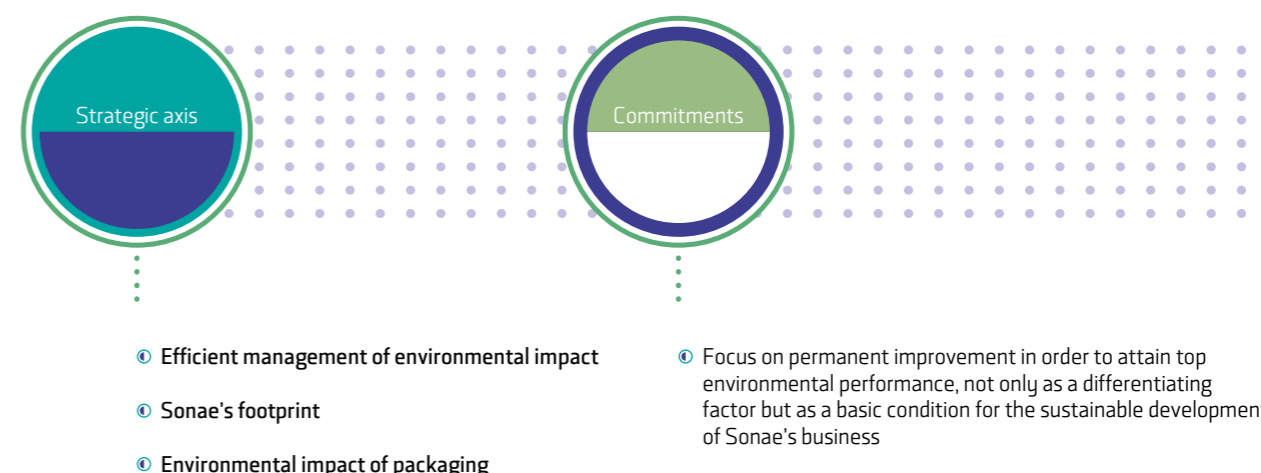 Strategic axis
Commitments
Efficient management of environmental impact
Sonae's footprint
Environmental impact of packaging
Focus on permanent improvement in order to attain top
environmental performance, not only as a differentiating
factor but as a basic condition for the sustainable developmen
of Sonae's business